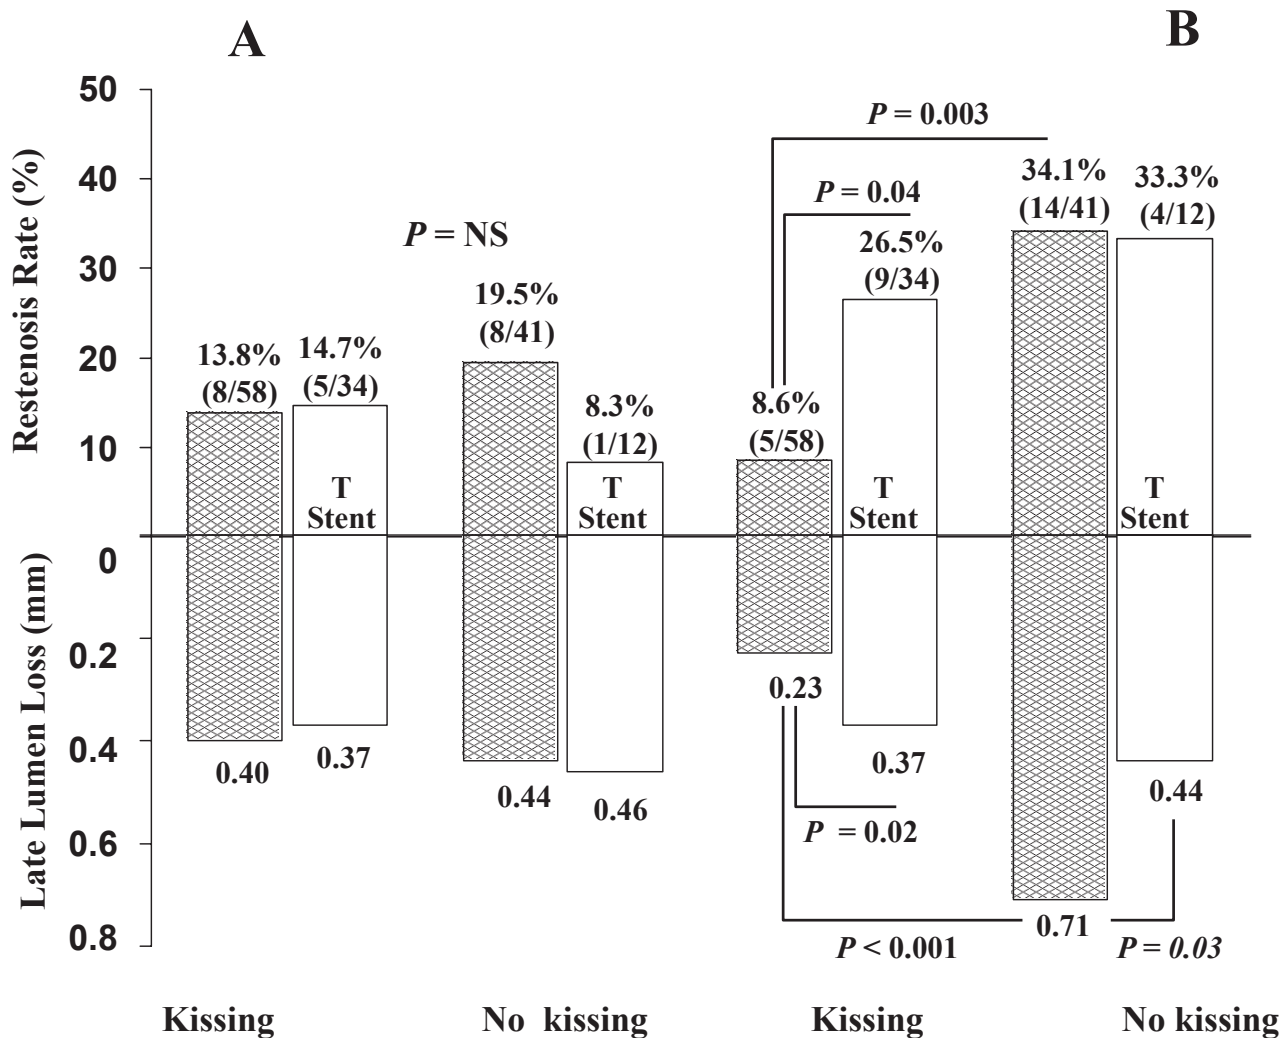 A
B
50
40
30
20
10
0
0.2
0.4
0.6
0.8
Restenosis Rate (%)
Late Lumen Loss (mm)
P = NS
13.8%
(8/58)
14.7%
(5/34)
19.5%
(8/41)
8.3%
(1/12)
T
Stent
T
Stent
0.40
0.37
0.44
0.46
P = 0.003
P = 0.04
8.6%
(5/58)
26.5%
(9/34)
34.1%
(14/41)
33.3%
(4/12)
T
Stent
T
Stent
0.23
0.37
0.71
0.44
P = 0.02
P < 0.001
P = 0.03
Kissing
No kissing
Kissing
No kissing